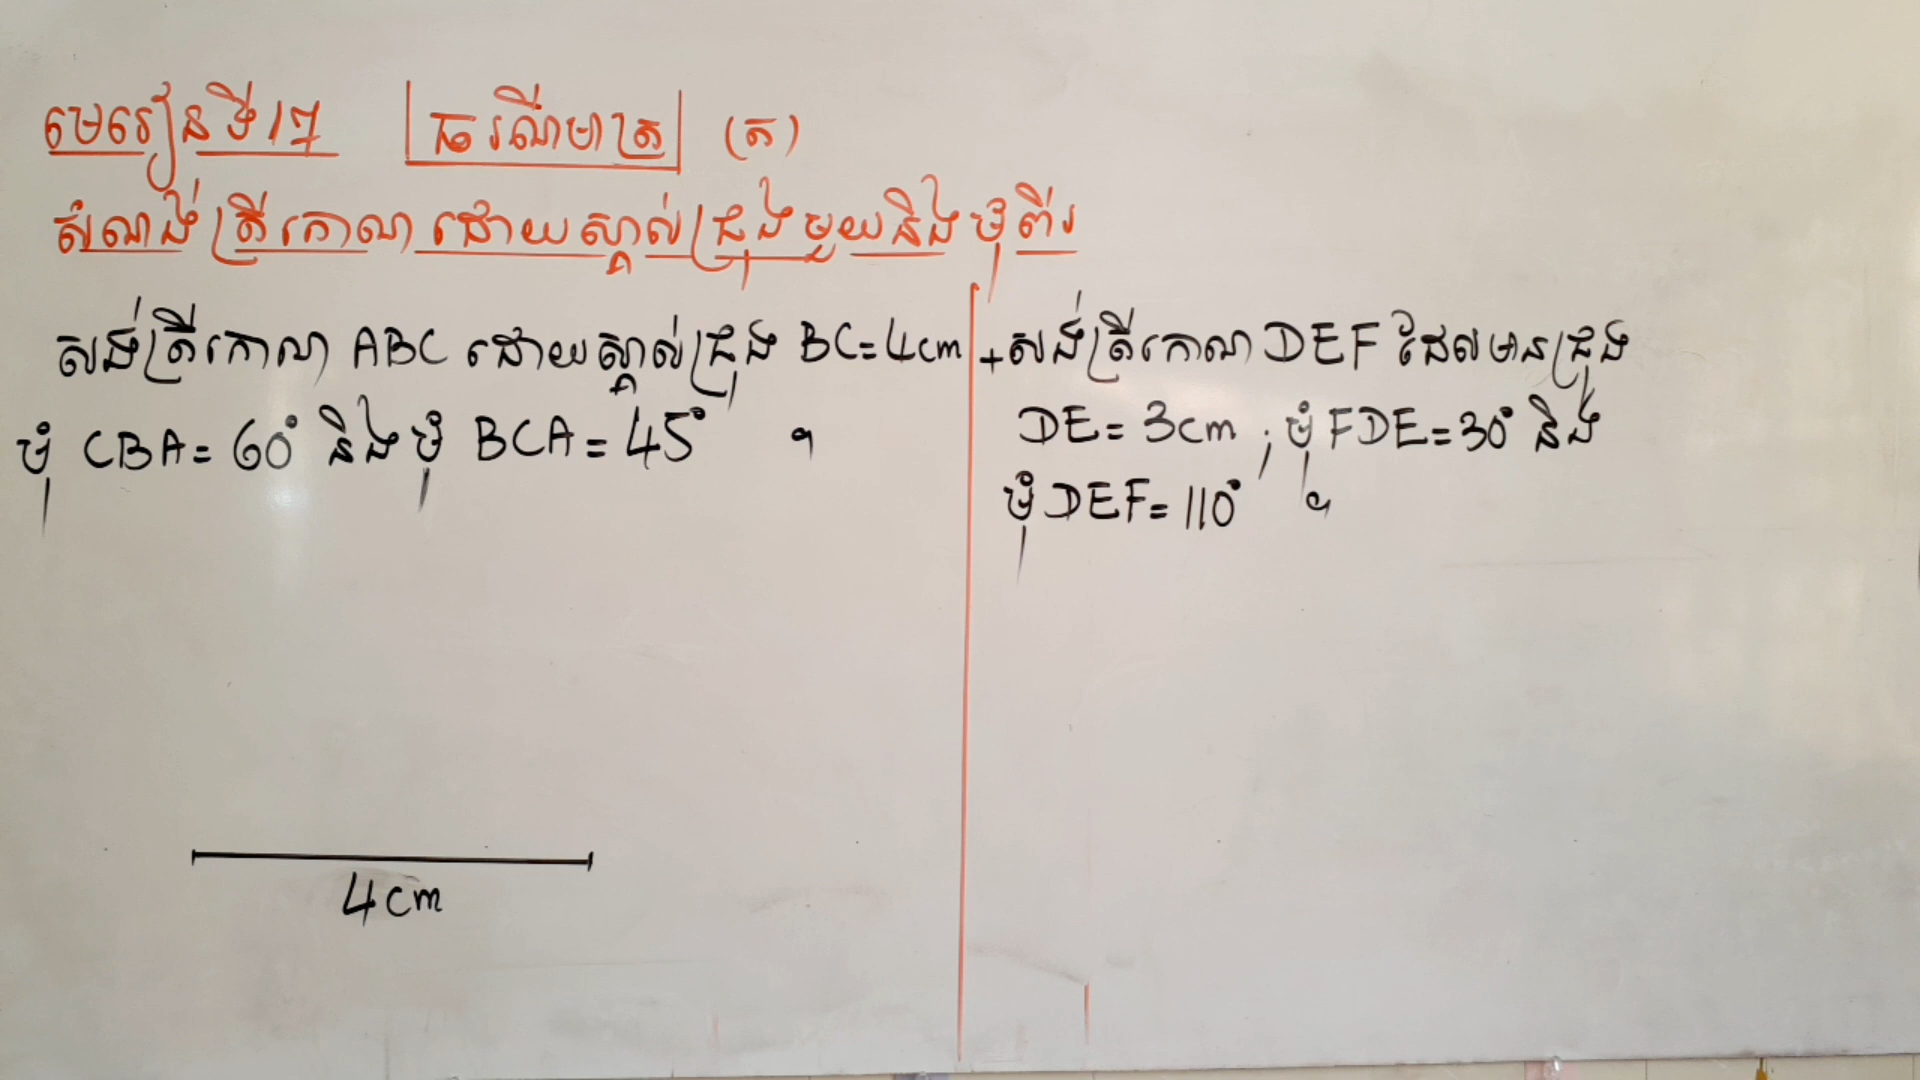 មេរៀនទី17 ធរណីមាត្រ (ត)
សំណង់ត្រីកោណ ដោយស្គាល់ជ្រុងមួយនិងមុំពីរ
សង់ត្រីកោណ ABC ដោយស្គាល់ជ្រុង BC=4cm
មុំ CBA= 60° និងមុំ BCA = 45° ។
+សង់ត្រីកោណ DEF ដែលមានជ្រុង
DE= 3cm ; មុំ FDE=30° និង
មុំ DEF= 110° ។
4cm